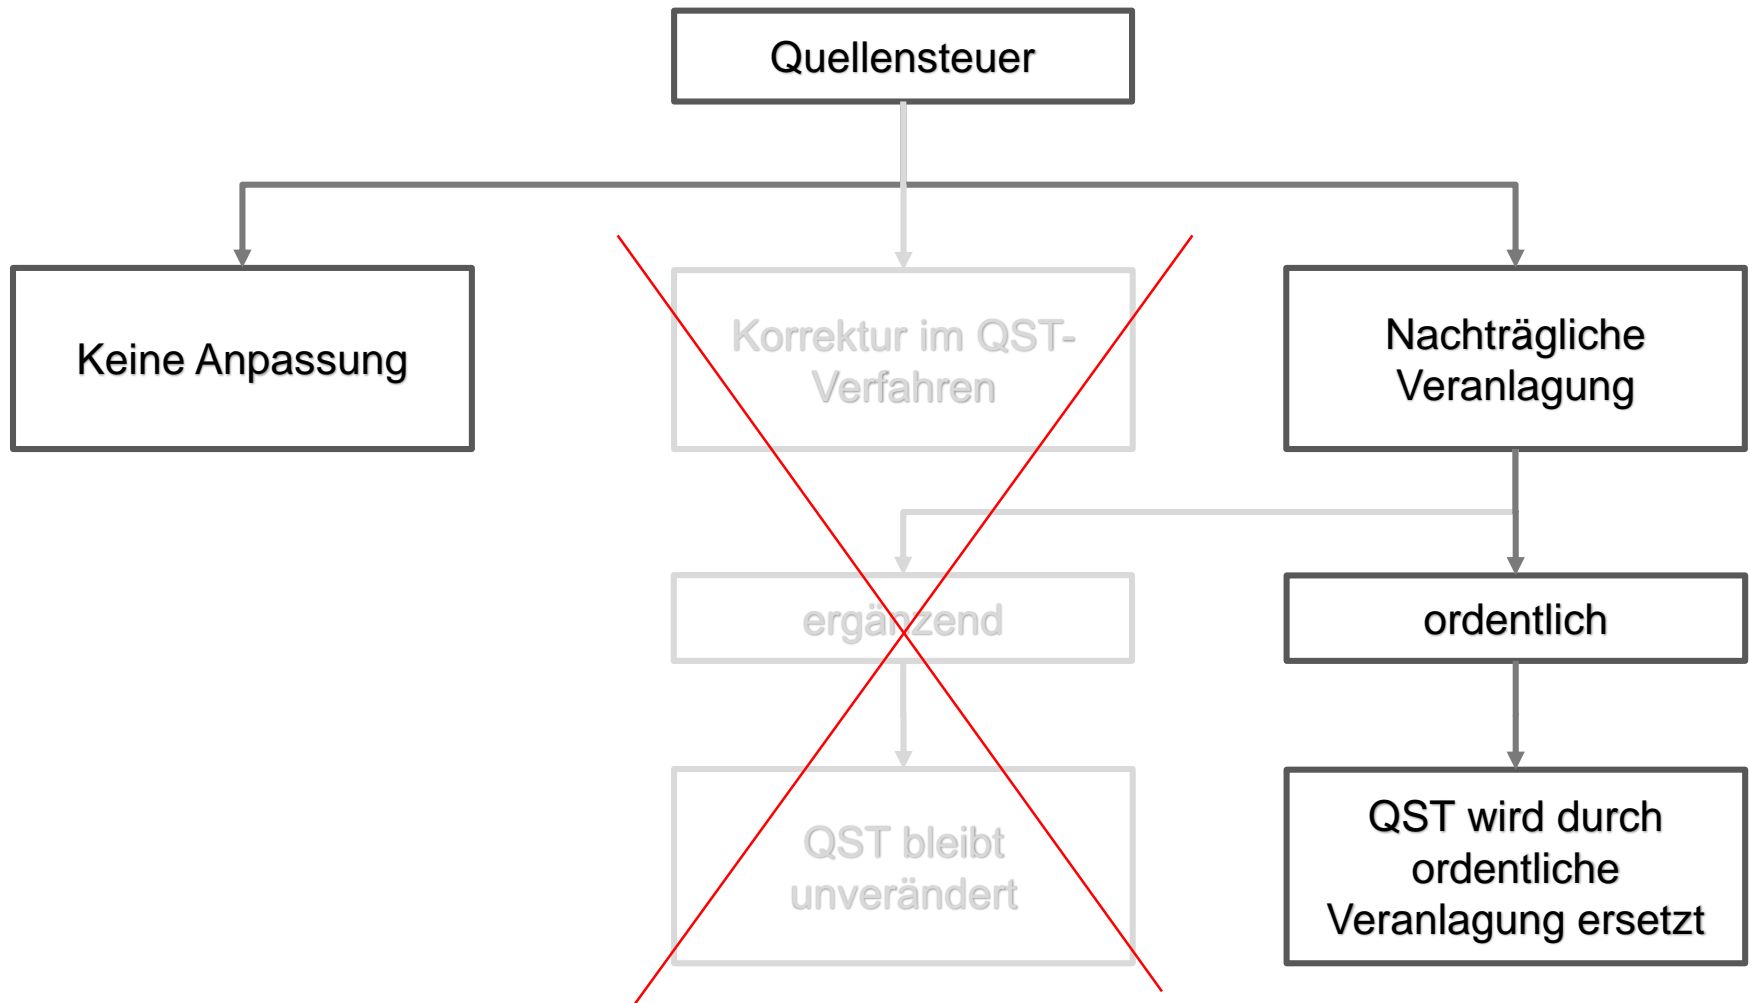 Quellensteuer
Keine Anpassung
Korrektur im QST-
Verfahren
Nachträgliche
Veranlagung
ergänzend
ordentlich
QST bleibt
unverändert
QST wird durch
ordentliche
Veranlagung ersetzt